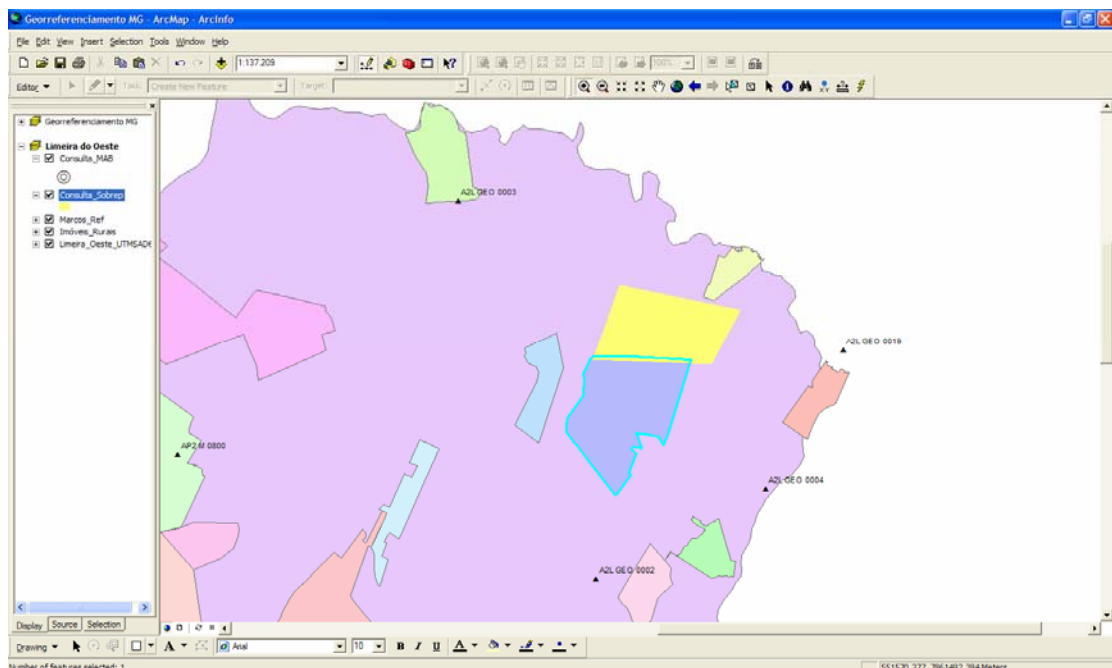 Georreferenciamento MG - ArcMap - ArcInfo
File Edit View Insert Selection Tools Window Help
1:137.209
100%
Editor Task: Create New Feature Target:
Georreferenciamento MG
Limeira do Oeste
Consulta_MAB
Consulta_Sobrep
Marcos_Ref
Imóveis_Rurais
Limeira_Oeste_UTMSAD6
A2L GEO 0003
A2L GEO 0019
AP2 M 0800
A2L GEO 0004
A2L GEO 0002
Display Source Selection
Drawing A Arial 10 B I U A
Number of features selected: 1